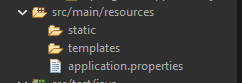 src/main/resources
static
templates
application.properties